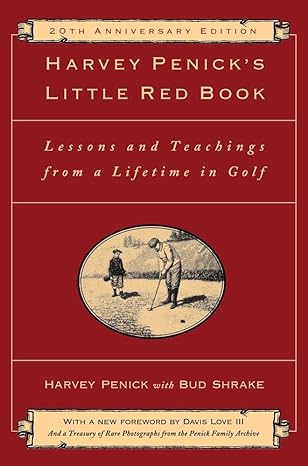 20TH ANNIVERSARY EDITION
HARVEY PENICK'S
LITTLE RED BOOK
Lessons and Teachings
from a Lifetime in Golf
HARVEY PENICK with BUD SHRAKE
WITH A NEW FOREWORD BY DAVIS LOVE III
And a Treasury of Rare Photographs from the Penick Family Archive